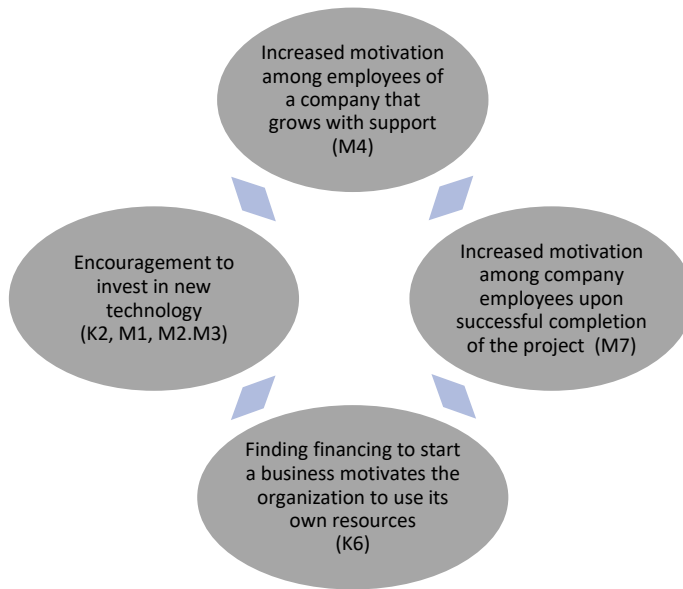 Increased motivation
among employees of
a company that
grows with support
(M4)
Encouragement to
invest in new
technology
(K2, M1, M2.M3)
Increased motivation
among company
employees upon
successful completion
of the project (M7)
Finding financing to start
a business motivates the
organization to use its
own resources
(K6)